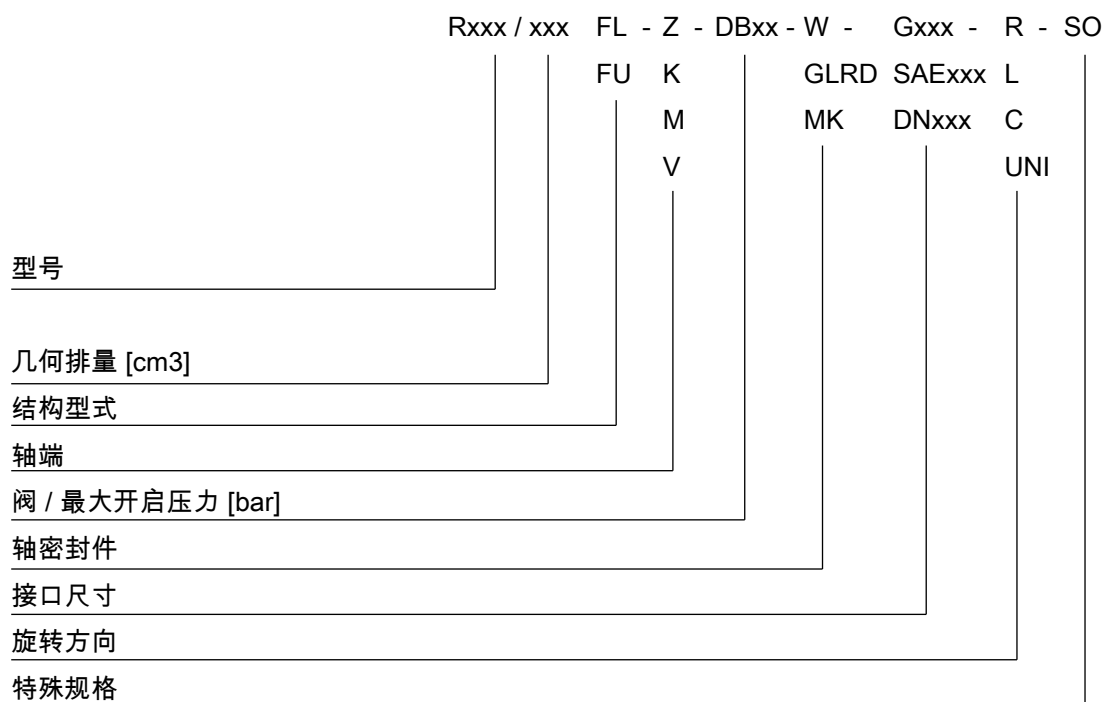 Rxxx / xxx FL - Z - DBxx - W - Gxxx - R - SO
FU K GLRD SAExxx L
M MK DNxxx C
V UNI
型号
几何排量 [cm3]
结构型式
轴端
阀 / 最大开启压力 [bar]
轴密封件
接口尺寸
旋转方向
特殊规格